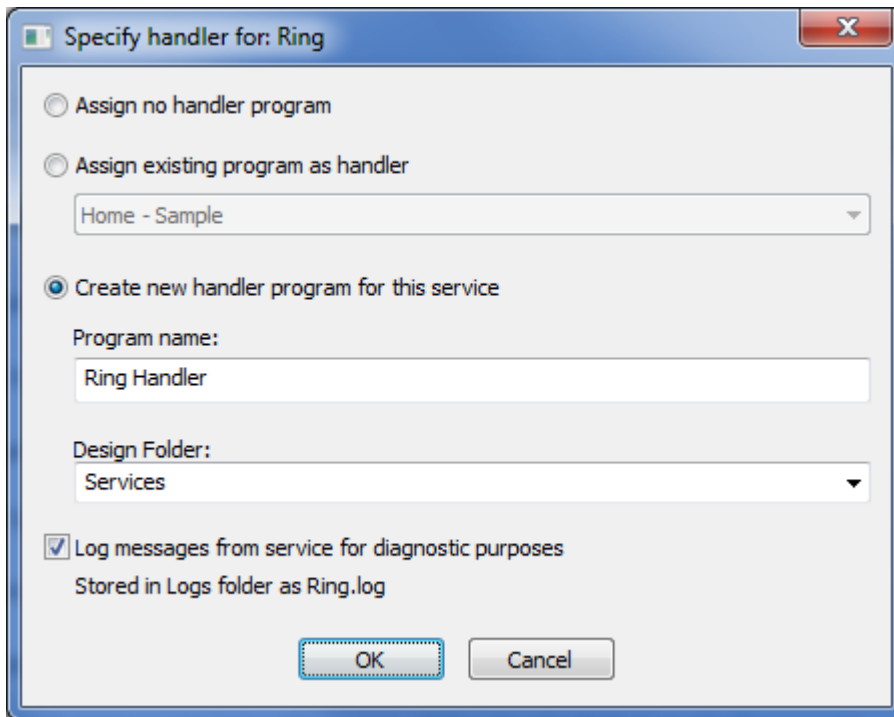 Specify handler for: Ring
Assign no handler program
Assign existing program as handler
Home - Sample
Create new handler program for this service
Program name:
Ring Handler
Design Folder:
Services
Log messages from service for diagnostic purposes
Stored in Logs folder as Ring.log
OK
Cancel